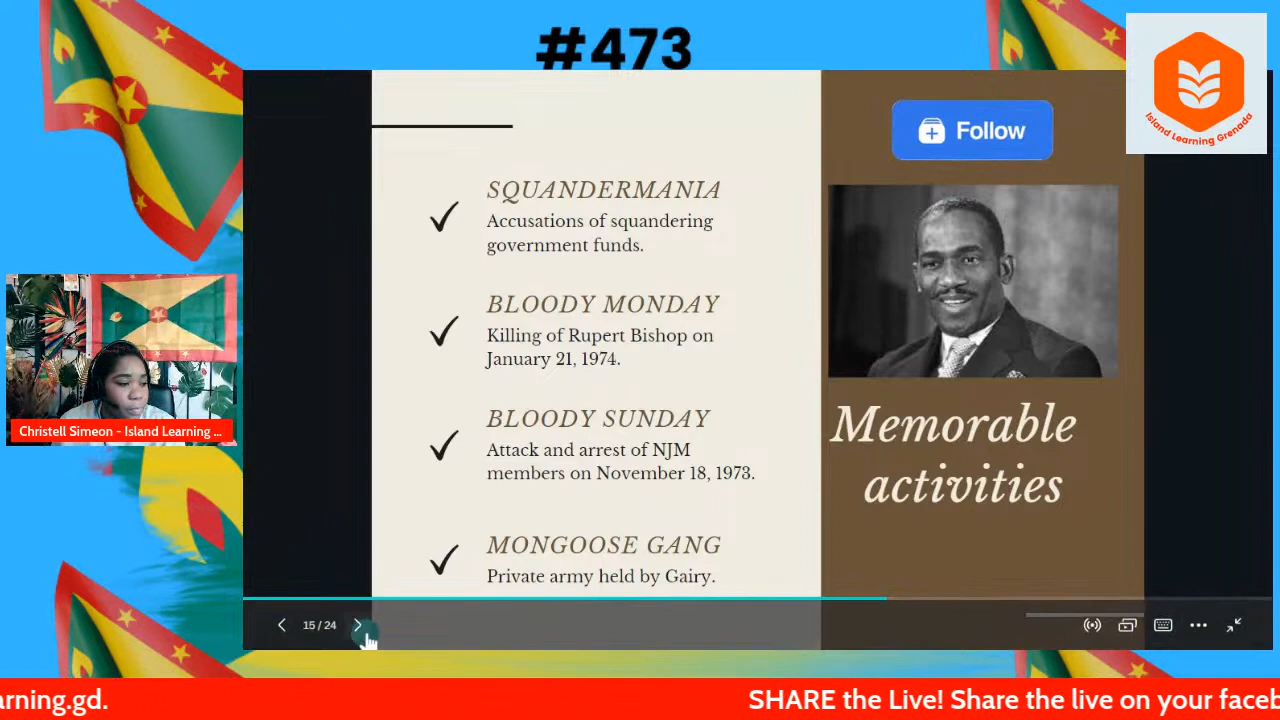 #473
Island Learning Grenada
Follow
SQUANDERMANIA
Accusations of squandering
government funds.
BLOODY MONDAY
Killing of Rupert Bishop on
January 21, 1974.
BLOODY SUNDAY
Attack and arrest of NJM
members on November 18, 1973.
MONGOOSE GANG
Private army held by Gairy.
Memorable
activities
Christell Simeon - Island Learning ...
15 / 24
arning.gd.
SHARE the Live! Share the live on your faceb